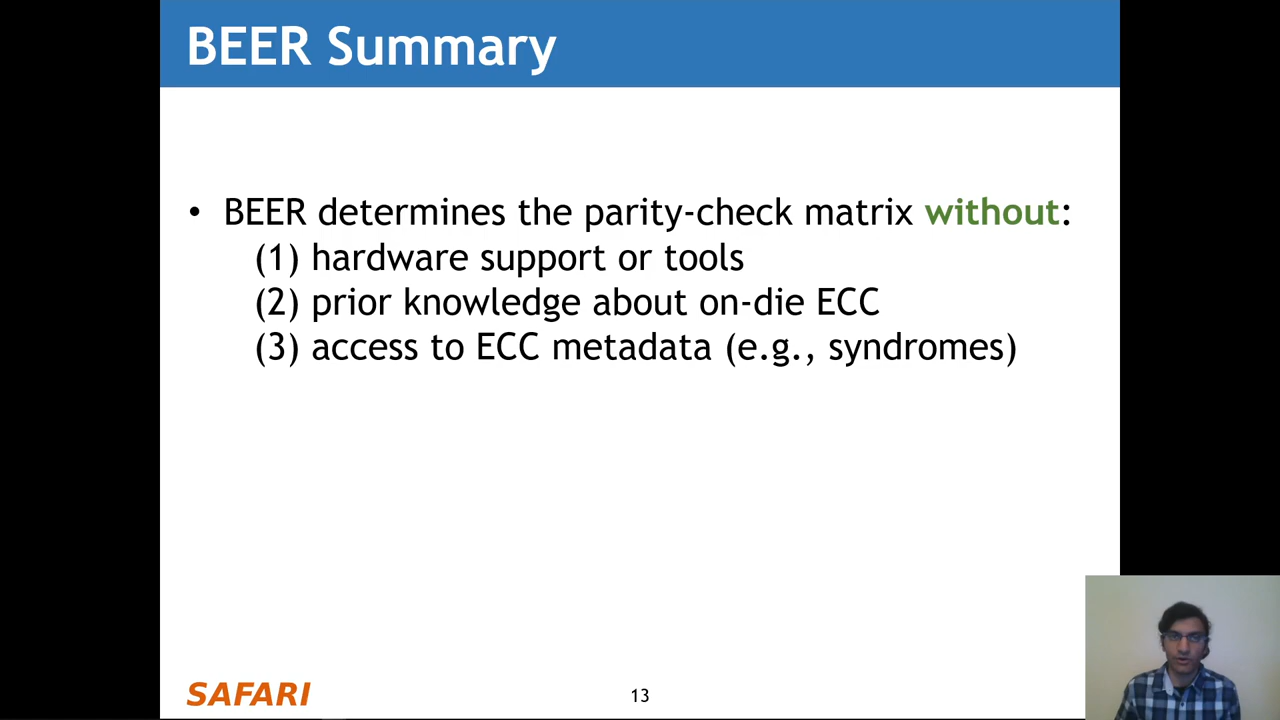 BEER Summary
• BEER determines the parity-check matrix without:
(1) hardware support or tools
(2) prior knowledge about on-die ECC
(3) access to ECC metadata (e.g., syndromes)
SAFARI
13